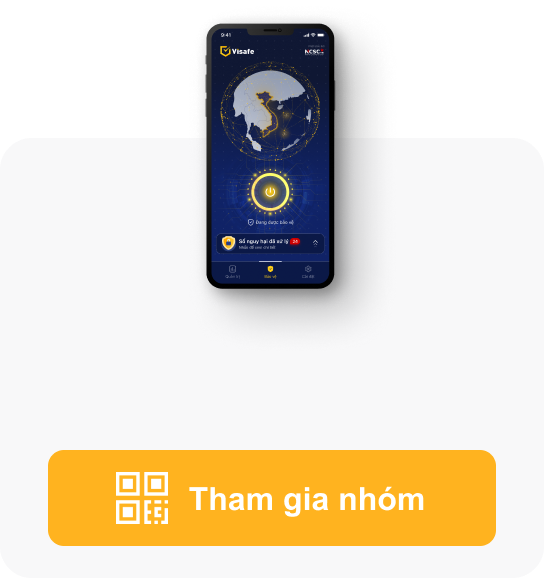 9:41
Visafe
NCSC
Đang được bảo vệ
Số nguy hại đã xử lý 24
Nhấn để xem chi tiết
Quản trị
Bảo vệ
Cài đặt
Tham gia nhóm